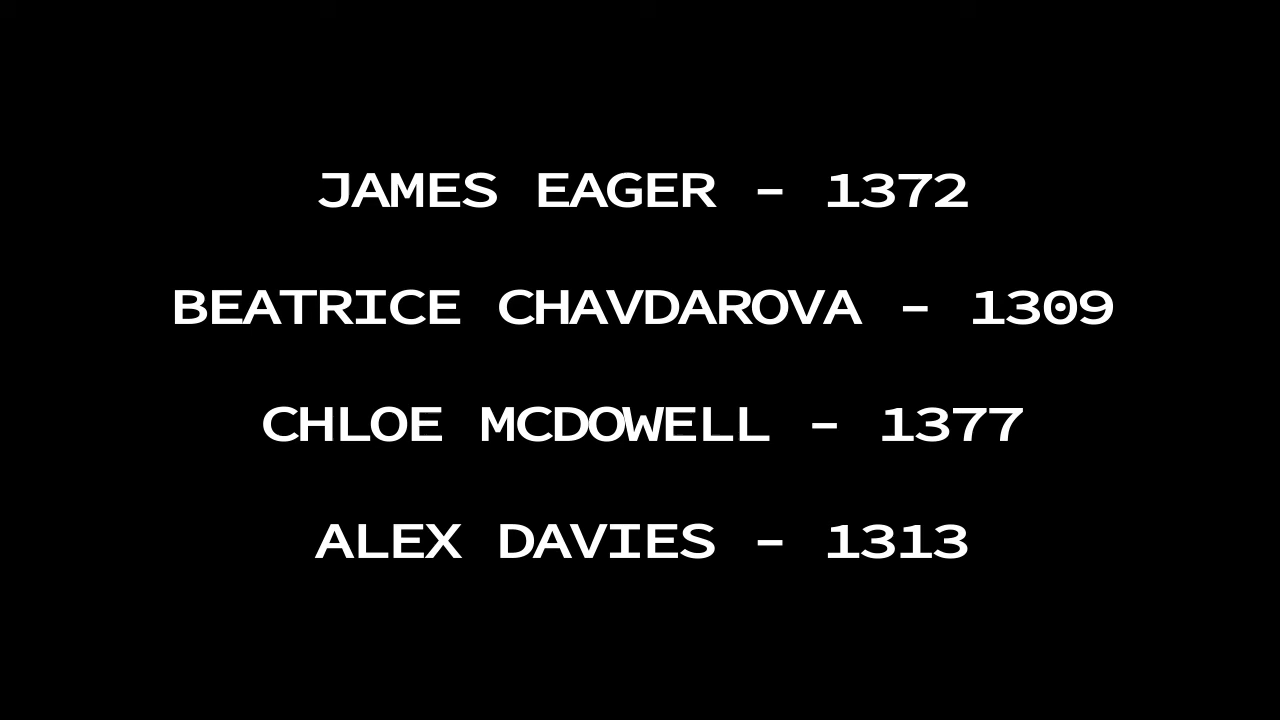 JAMES EAGER – 1372
BEATRICE CHAVDAROVA – 1309
CHLOE MCDOWELL – 1377
ALEX DAVIES – 1313